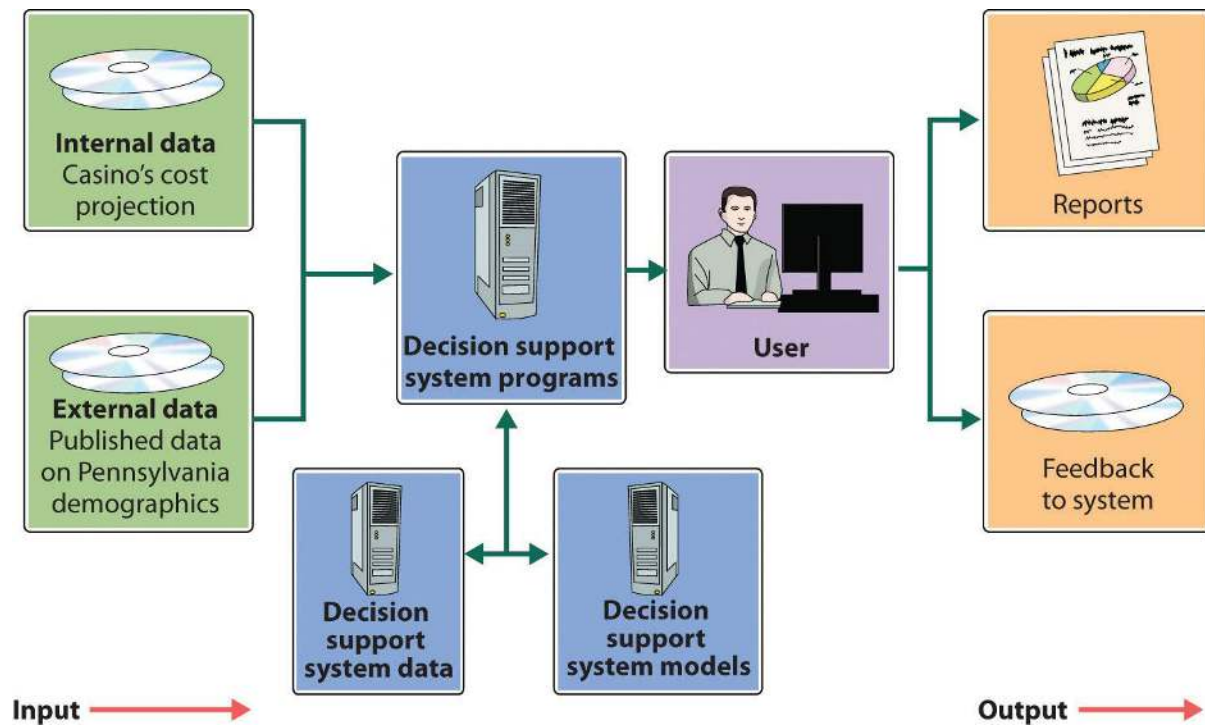 Internal data
Casino's cost
projection
External data
Published data
on Pennsylvania
demographics
Decision support
system programs
User
Decision
support
system data
Decision
support
system models
Reports
Feedback
to system
Input
Output